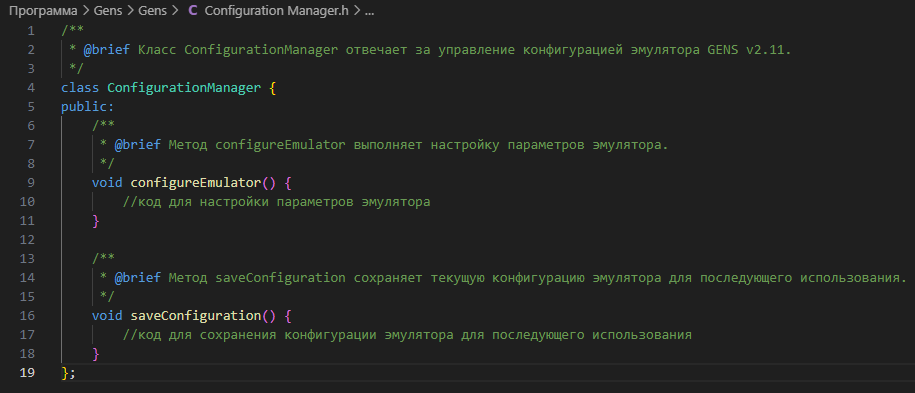 Программа > Gens > Gens > C Configuration Manager.h > ...
1 /**
2 * @brief Класс ConfigurationManager отвечает за управление конфигурацией эмулятора GENS v2.11.
3 */
4 class ConfigurationManager {
5 public:
6 /**
7 * @brief Метод configureEmulator выполняет настройку параметров эмулятора.
8 */
9 void configureEmulator() {
10 //код для настройки параметров эмулятора
11 }
12
13 /**
14 * @brief Метод saveConfiguration сохраняет текущую конфигурацию эмулятора для последующего использования.
15 */
16 void saveConfiguration() {
17 //код для сохранения конфигурации эмулятора для последующего использования
18 }
19 };